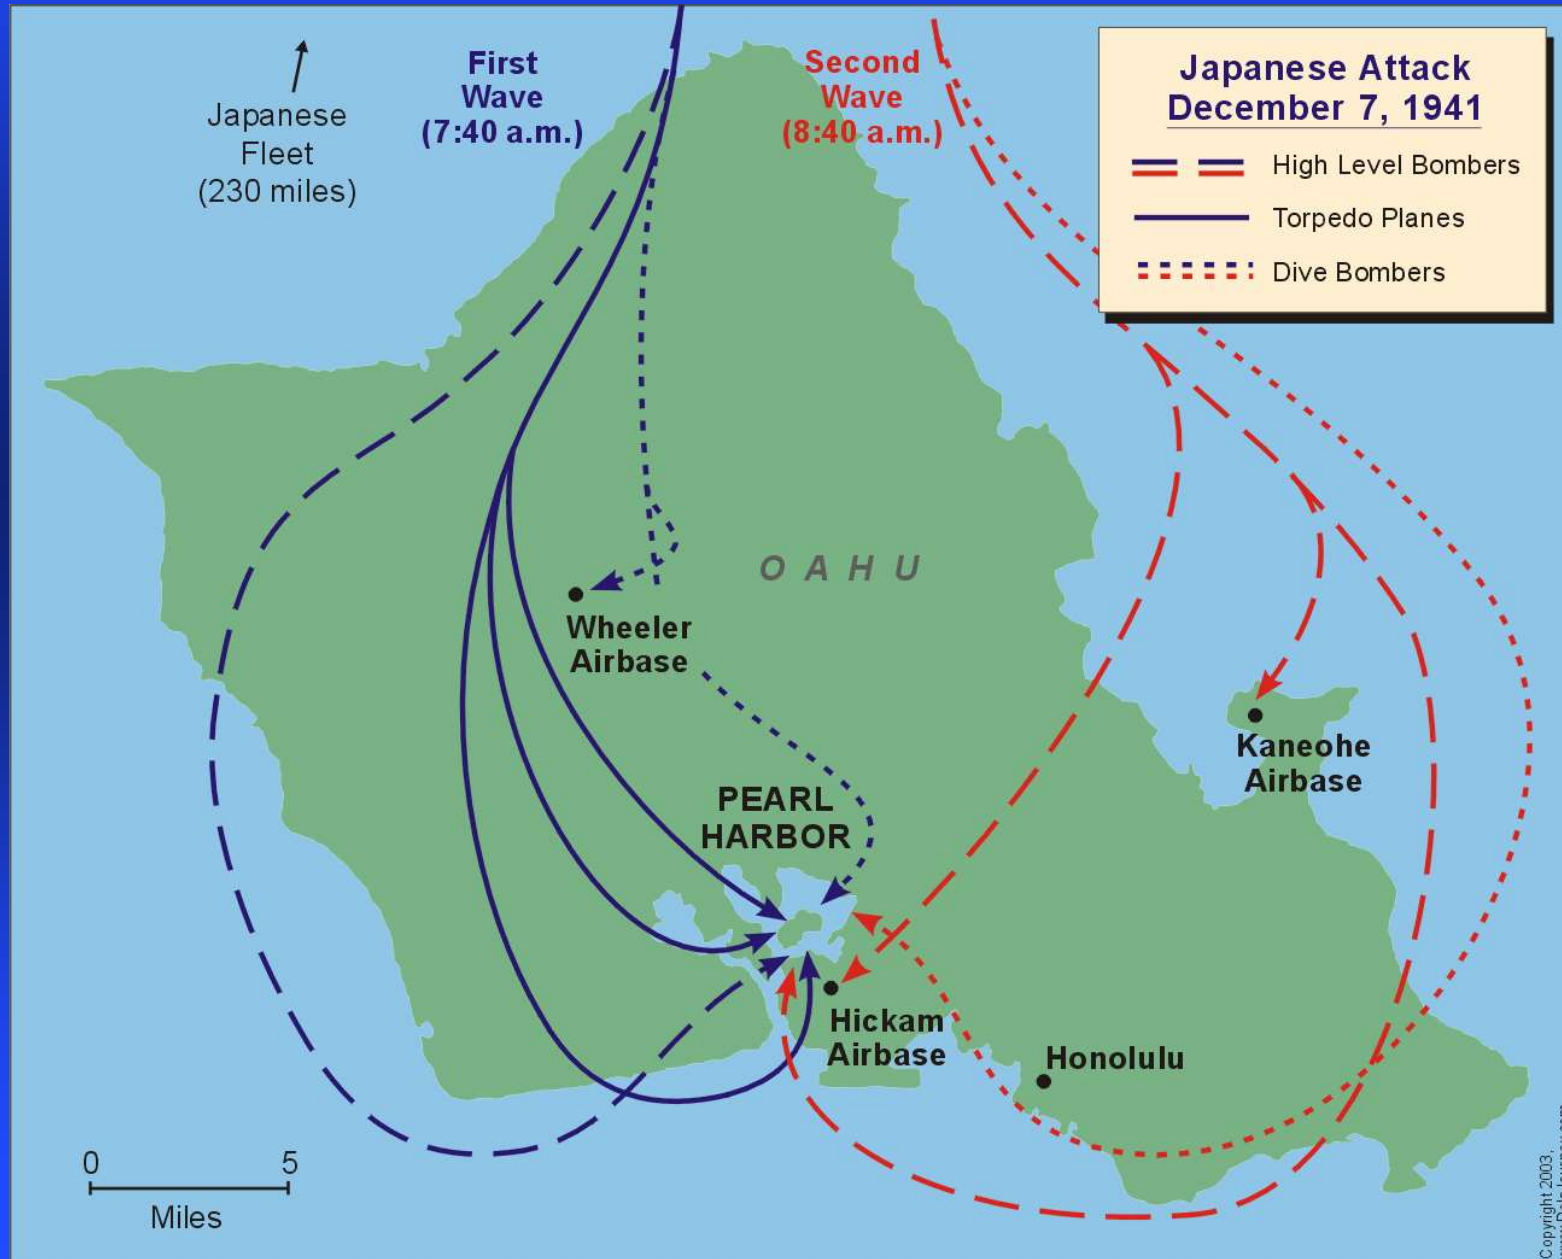 Japanese
Fleet
(230 miles)
First
Wave
(7:40 a.m.)
Second
Wave
(8:40 a.m.)
Japanese Attack
December 7, 1941
High Level Bombers
Torpedo Planes
Dive Bombers
OAHU
Wheeler
Airbase
Kaneohe
Airbase
PEARL
HARBOR
Hickam
Airbase
Honolulu
0 5
Miles
Copyright 2003,